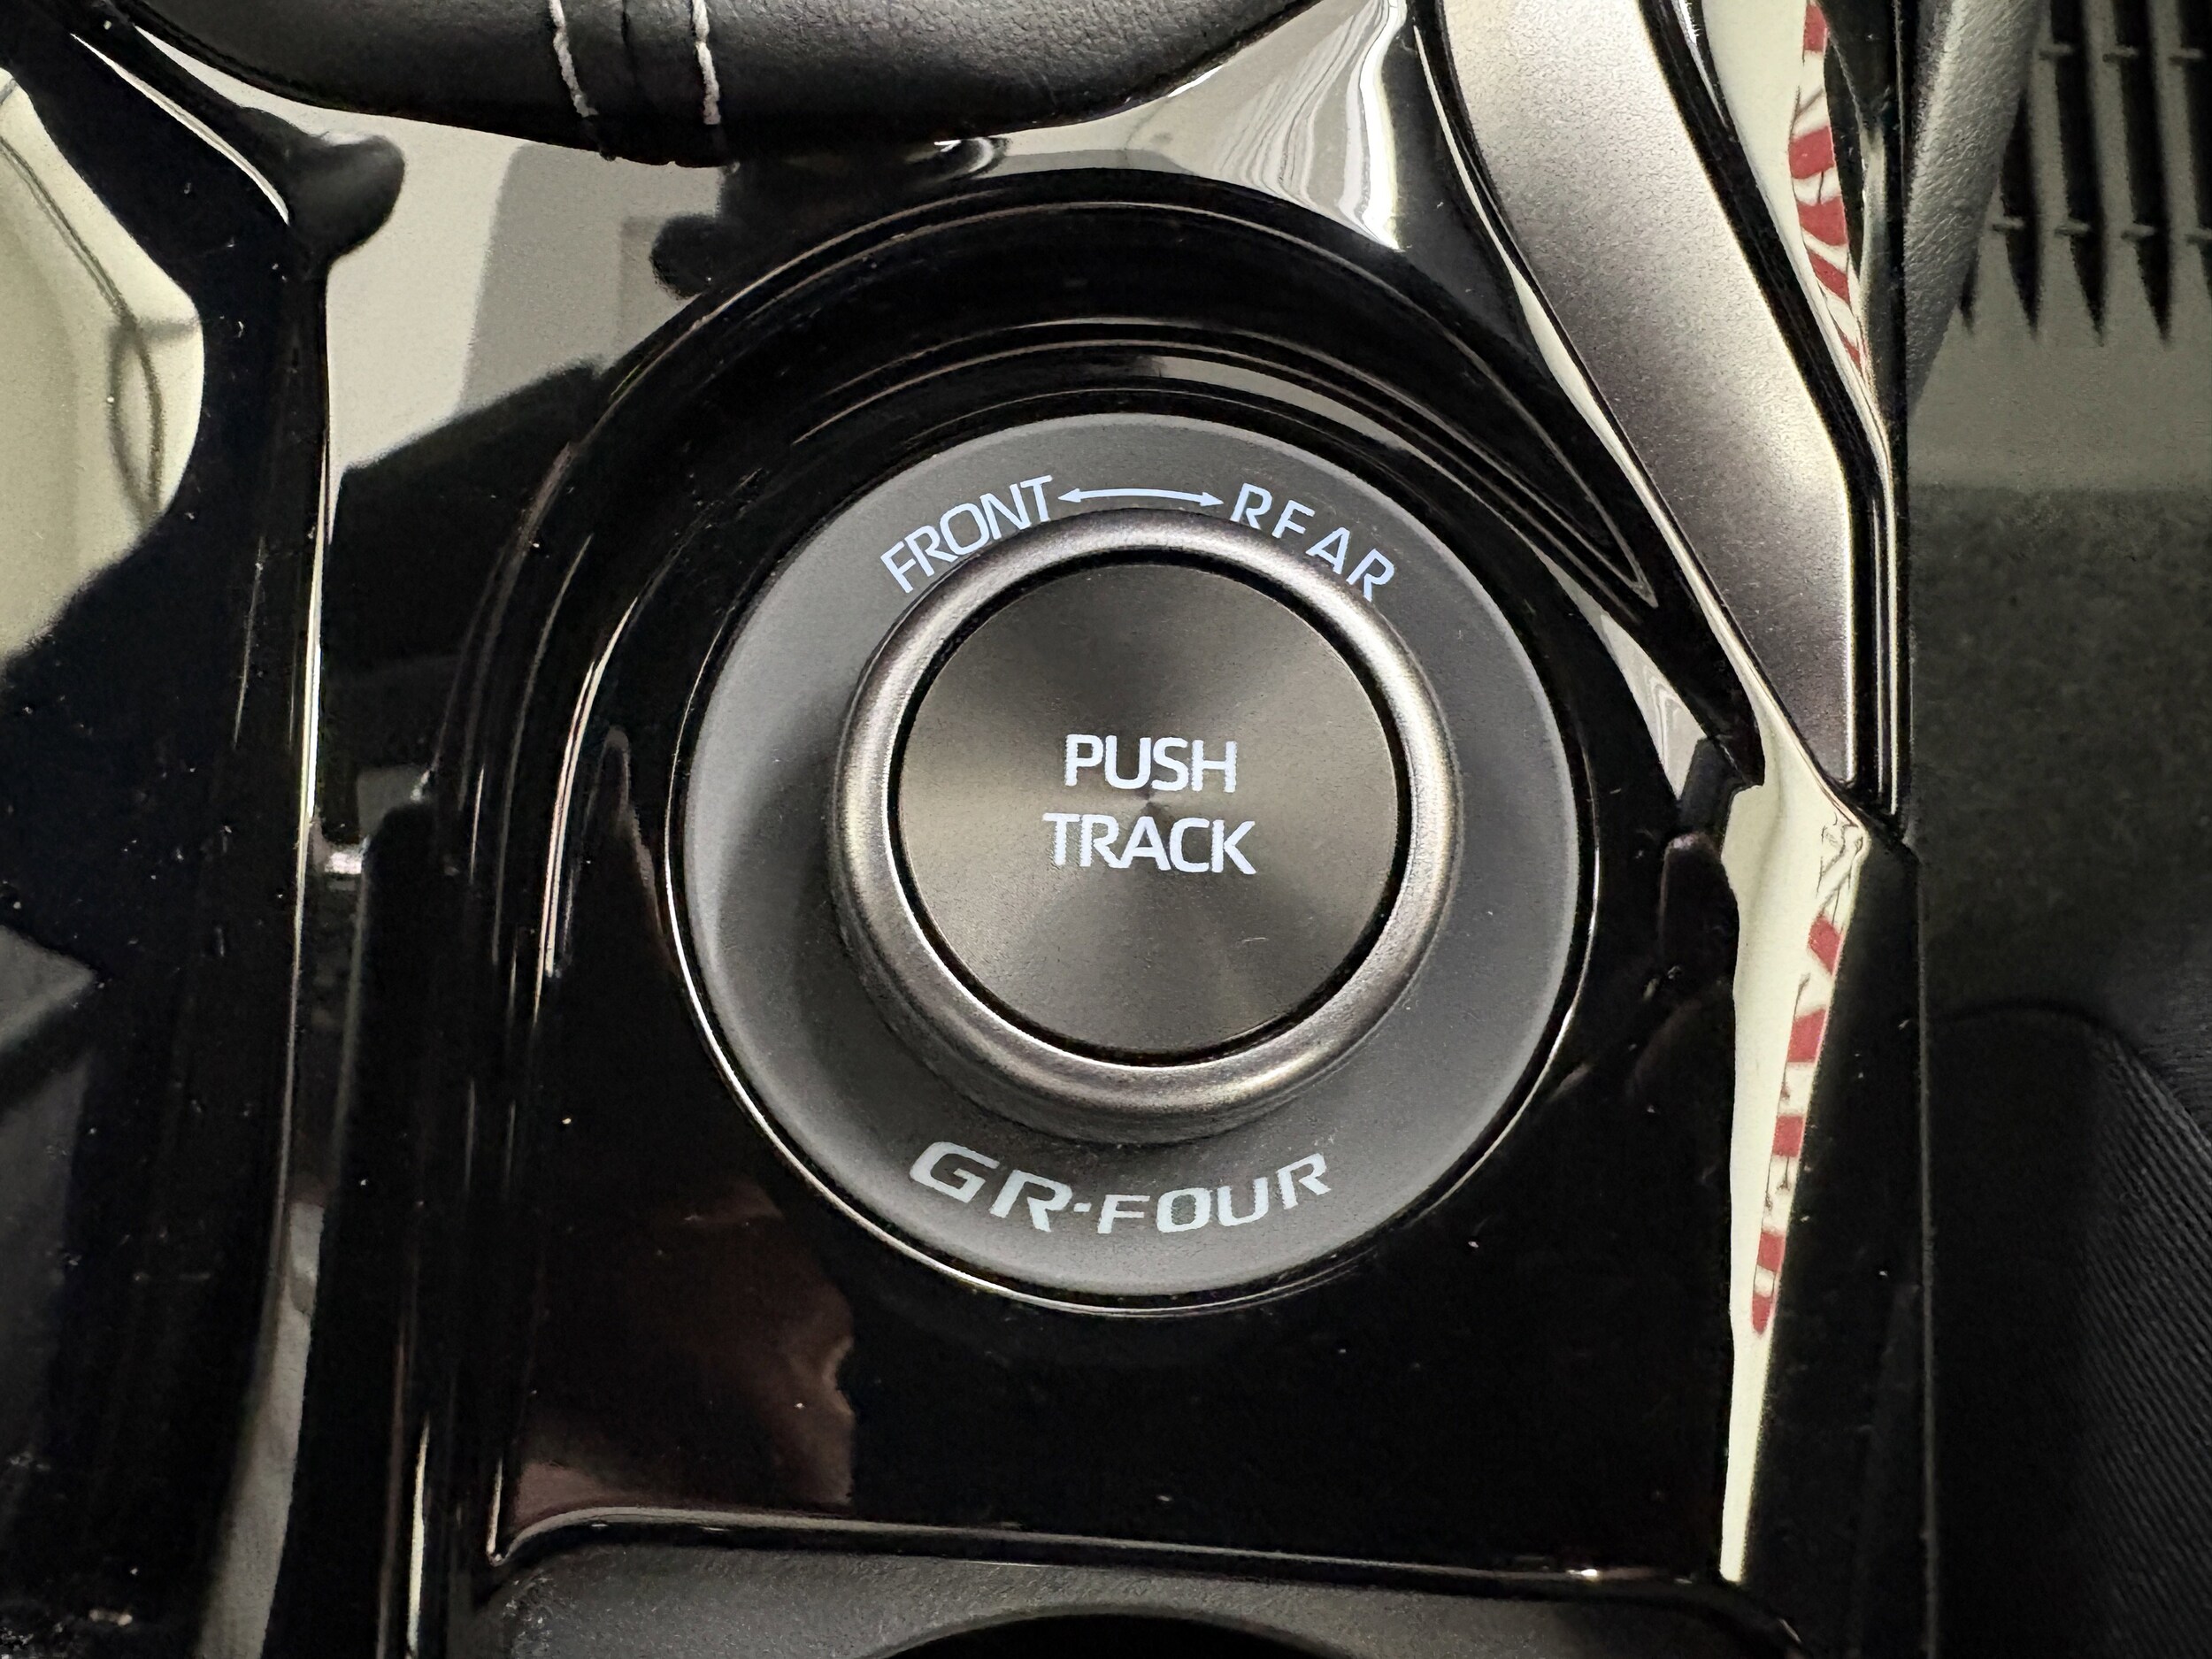 FRONT ↔ REAR
PUSH
TRACK
GR-FOUR